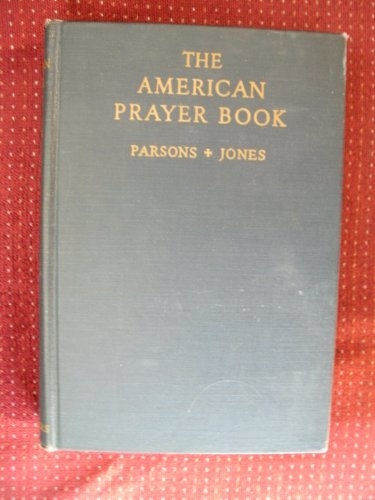 THE
AMERICAN
PRAYER BOOK
PARSONS + JONES